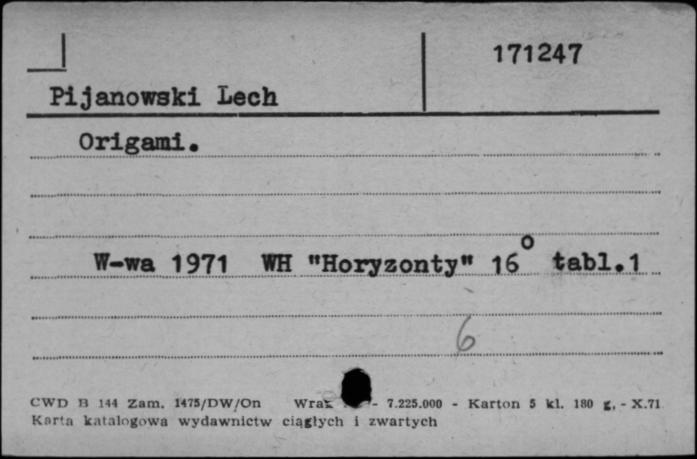 171247
Pijanowski Lech
Origami.
W-wa 1971 WH "Horyzonty" 16° tabl.1
6
CWD B 144 Zam. 1475/DW/On - 7.225.000 - Karton 5 kl. 180 g. - X.71
Karta katalogowa wydawnictw ciągłych i zwartych